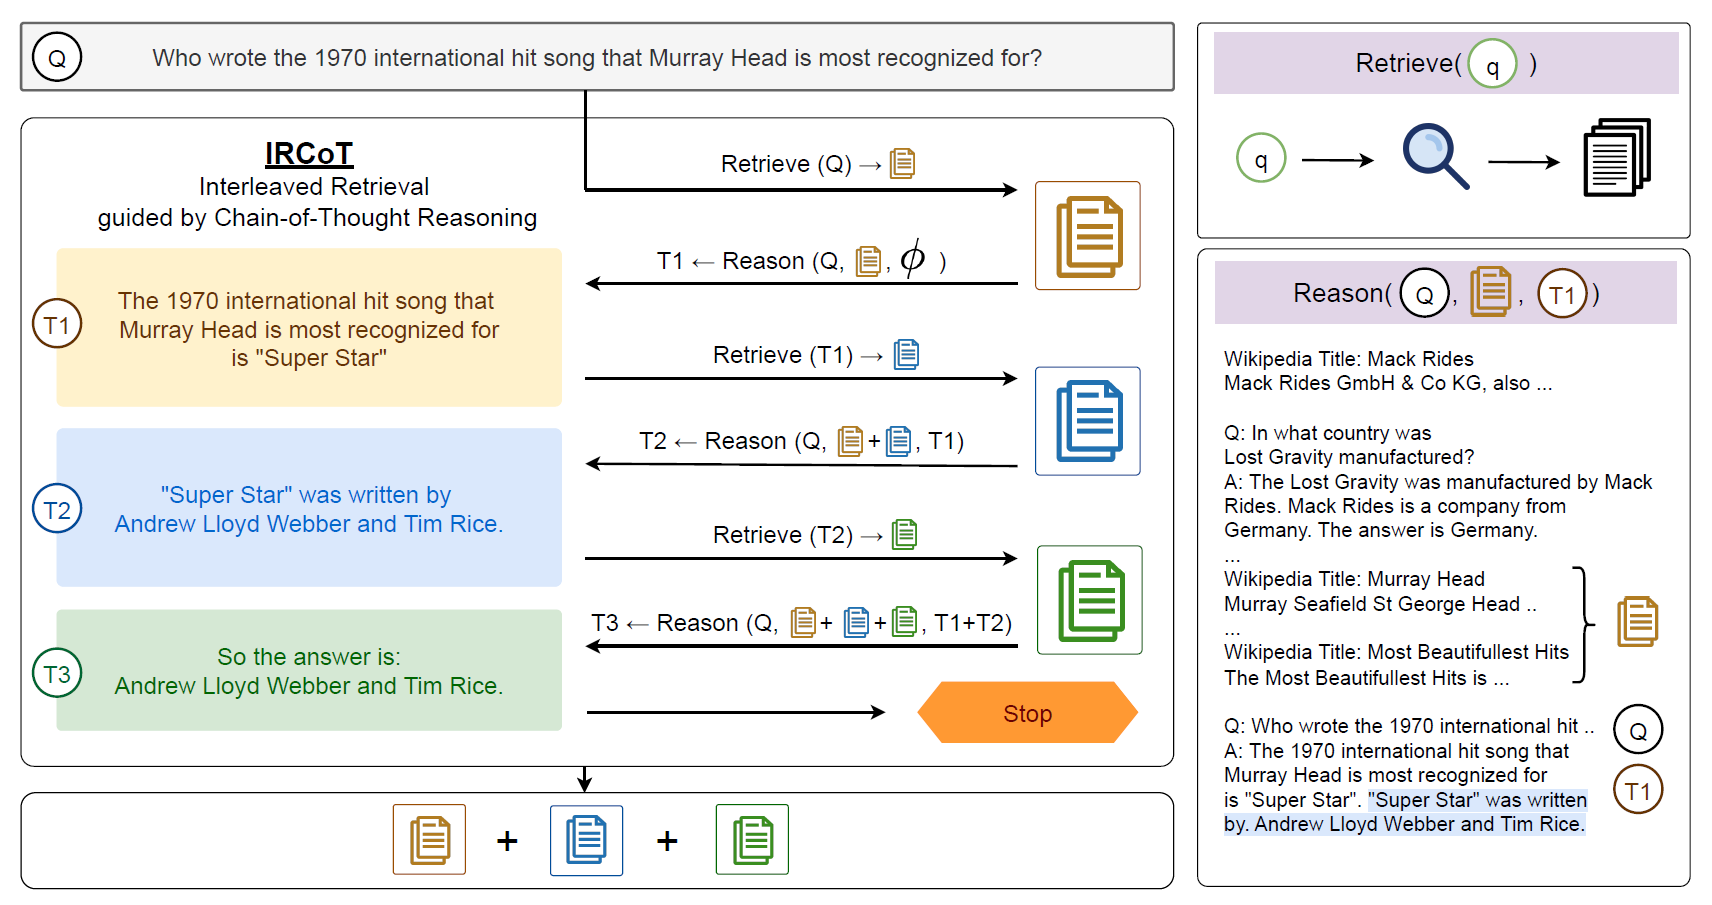 Q Who wrote the 1970 international hit song that Murray Head is most recognized for?
IRCoT
Interleaved Retrieval
guided by Chain-of-Thought Reasoning
Retrieve (Q) →
T1 ← Reason (Q, , ϕ )
T1
The 1970 international hit song that
Murray Head is most recognized for
is "Super Star"
Retrieve (T1) →
T2 ← Reason (Q, + , T1)
T2
"Super Star" was written by
Andrew Lloyd Webber and Tim Rice.
Retrieve (T2) →
T3 ← Reason (Q, + + , T1+T2)
T3
So the answer is:
Andrew Lloyd Webber and Tim Rice.
Stop
+ +
Retrieve( q )
q
Reason( Q , , T1 )
Wikipedia Title: Mack Rides
Mack Rides GmbH & Co KG, also ...
Q: In what country was
Lost Gravity manufactured?
A: The Lost Gravity was manufactured by Mack
Rides. Mack Rides is a company from
Germany. The answer is Germany.
...
Wikipedia Title: Murray Head
Murray Seafield St George Head ..
...
Wikipedia Title: Most Beautifullest Hits
The Most Beautifullest Hits is ...
Q: Who wrote the 1970 international hit ..
Q
A: The 1970 international hit song that
Murray Head is most recognized for
is "Super Star". "Super Star" was written
by. Andrew Lloyd Webber and Tim Rice.
T1